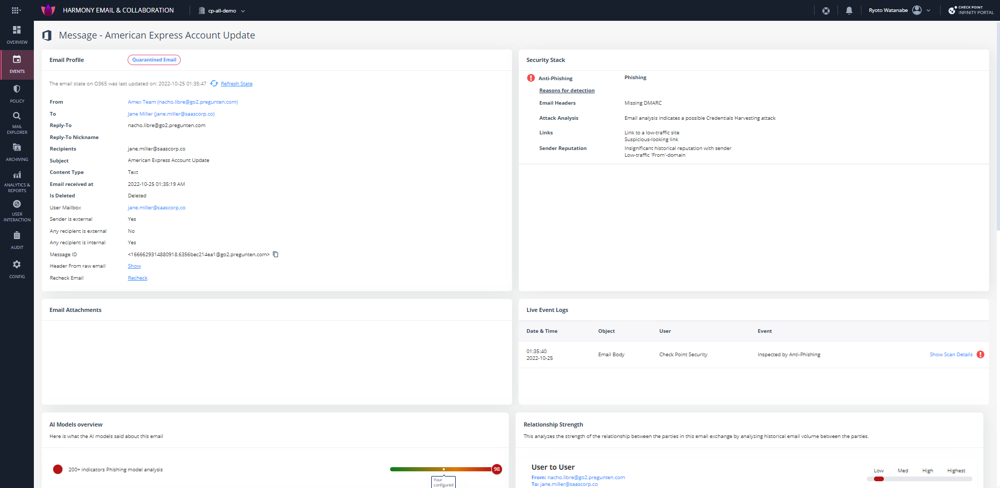 HARMONY EMAIL & COLLABORATION
cp-all-demo
Ryoto Watanabe
CHECK POINT
INFINITY PORTAL
OVERVIEW
EVENTS
POLICY
MAIL
EXPLORER
ARCHIVING
ANALYTICS &
REPORTS
USER
INTERACTION
AUDIT
CONFIG
Message - American Express Account Update
Email Profile
Quarantined Email
The email state on O365 was last updated on: 2022-10-25 01:35:47 Refresh State
From Amex Team (nacho.libre@go2.pregunten.com)
To Jane Miller (jane.miller@saascorp.co)
Reply-To nacho.libre@go2.pregunten.com
Reply-To Nickname
Recipients jane.miller@saascorp.co
Subject American Express Account Update
Content Type Text
Email received at 2022-10-25 01:35:19 AM
Is Deleted Deleted
User Mailbox jane.miller@saascorp.co
Sender is external Yes
Any recipient is external No
Any recipient is internal Yes
Message ID <1666629314880918.6356bec214ea1@go2.pregunten.com>
Header From raw email Show
Recheck Email Recheck
Security Stack
Anti-Phishing Phishing
Reasons for detection
Email Headers Missing DMARC
Attack Analysis Email analysis indicates a possible Credentials Harvesting attack
Links Link to a low-traffic site
Suspicious-looking link
Sender Reputation Insignificant historical reputation with sender
Low-traffic 'From'-domain
Email Attachments
Live Event Logs
Date & Time Object User Event
01:35:40
2022-10-25
Email Body Check Point Security Inspected by Anti-Phishing Show Scan Details
AI Models overview
Here is what the AI models said about this email
200+ indicators Phishing model analysis
98
Your
configured
Relationship Strength
This analyzes the strength of the relationship between the parties in this email exchange by analyzing historical email volume between the parties.
User to User
From: nacho.libre@go2.pregunten.com
To: jane.miller@saascorp.co
Low Med High Highest